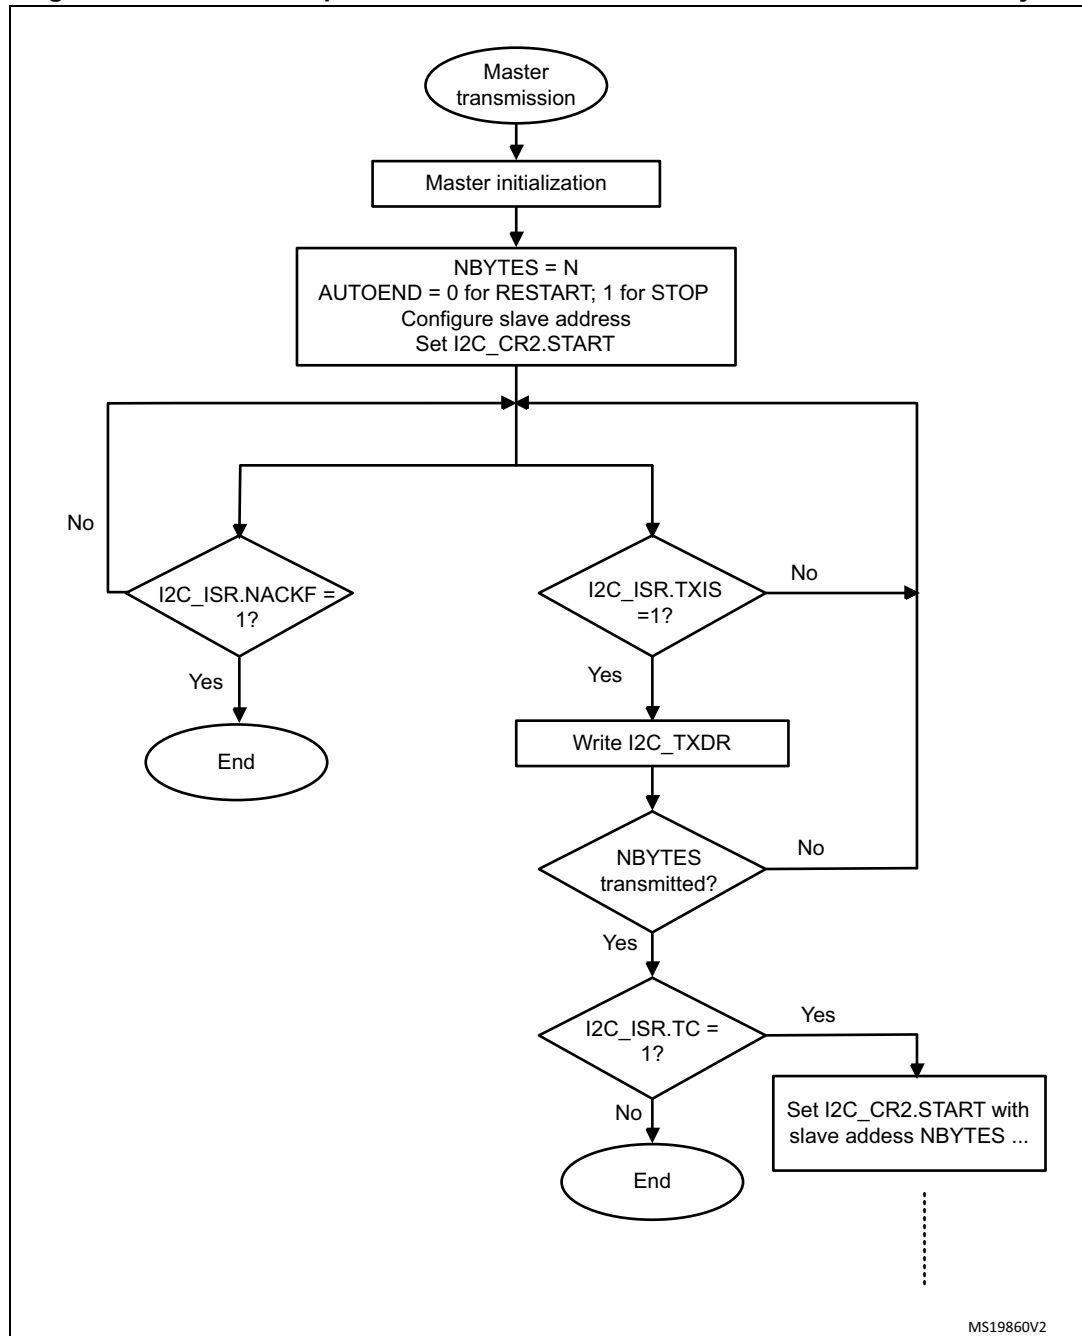 Master
transmission
Master initialization
NBYTES = N
AUTOEND = 0 for RESTART; 1 for STOP
Configure slave address
Set I2C_CR2.START
No
I2C_ISR.NACKF =
1?
Yes
End
I2C_ISR.TXIS
=1?
No
Yes
Write I2C_TXDR
NBYTES
transmitted?
No
Yes
I2C_ISR.TC =
1?
Yes
No
End
Set I2C_CR2.START with
slave addess NBYTES ...
MS19860V2